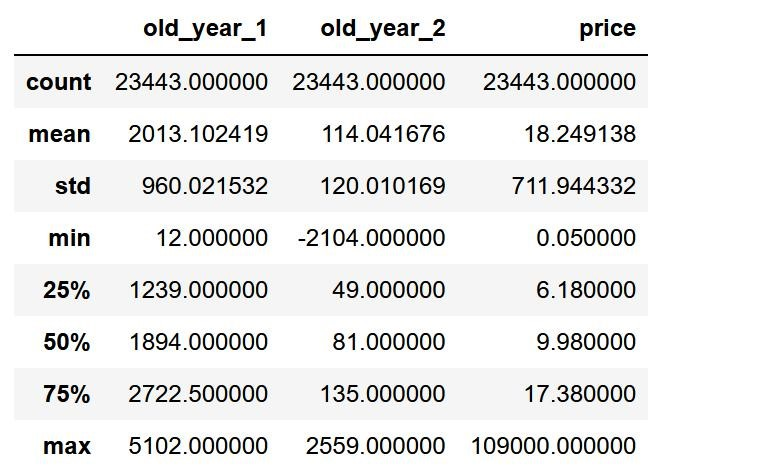 old_year_1 old_year_2 price
count 23443.000000 23443.000000 23443.000000
mean 2013.102419 114.041676 18.249138
std 960.021532 120.010169 711.944332
min 12.000000 -2104.000000 0.050000
25% 1239.000000 49.000000 6.180000
50% 1894.000000 81.000000 9.980000
75% 2722.500000 135.000000 17.380000
max 5102.000000 2559.000000 109000.000000